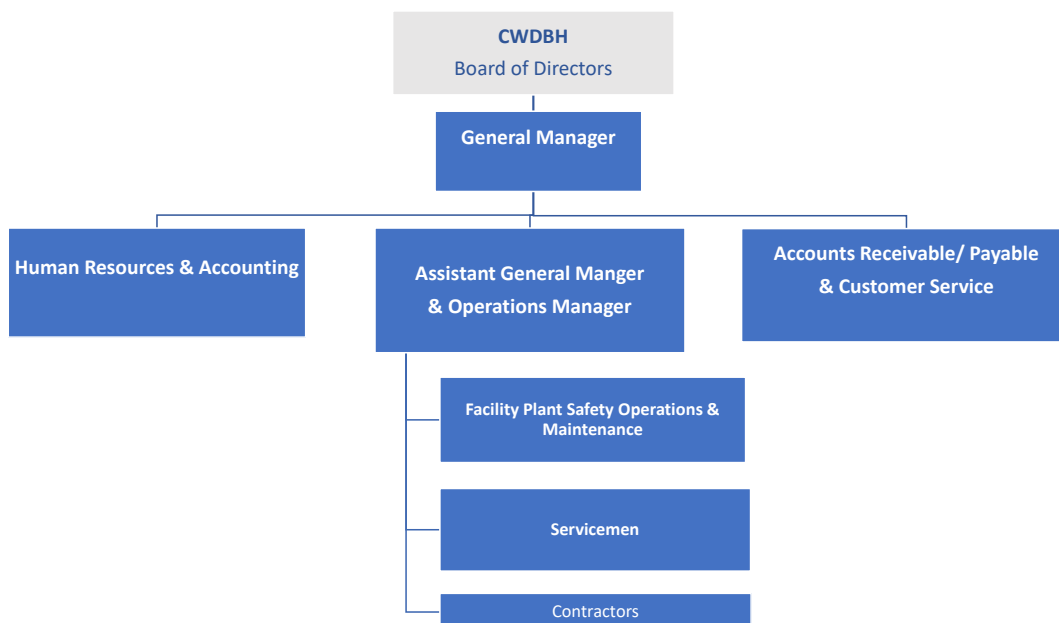 CWDBH
Board of Directors
General Manager
Human Resources & Accounting
Assistant General Manger
& Operations Manager
Accounts Receivable/ Payable
& Customer Service
Facility Plant Safety Operations &
Maintenance
Servicemen
Contractors